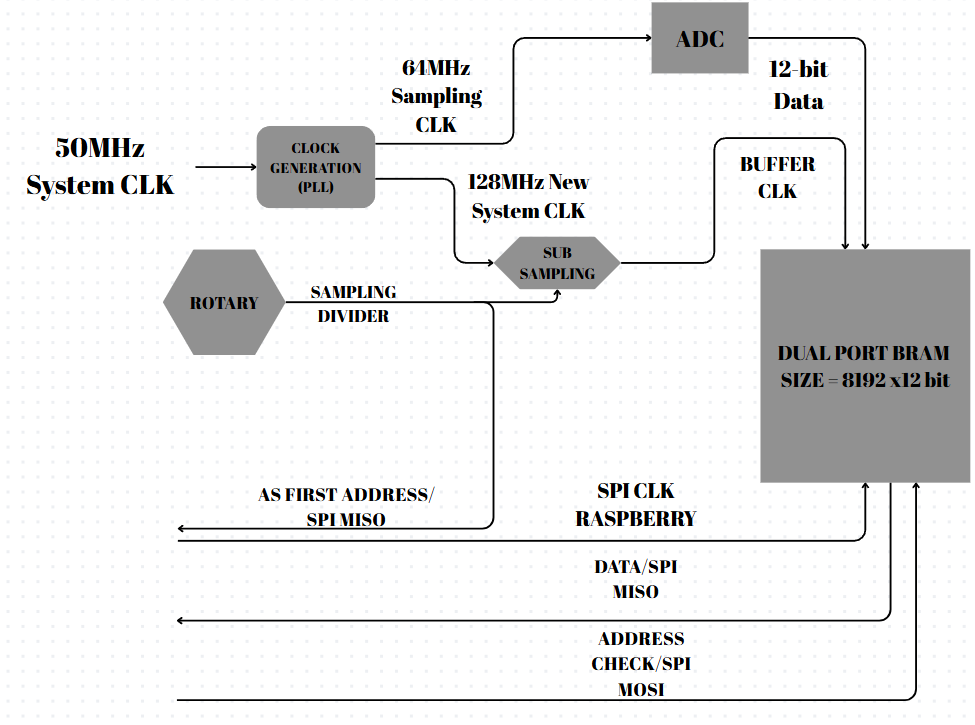 ADC
64MHz
Sampling
CLK
12-bit
Data
50MHz
System CLK
CLOCK
GENERATION
(PLL)
128MHz New
System CLK
BUFFER
CLK
SUB
SAMPLING
ROTARY
SAMPLING
DIVIDER
DUAL PORT BRAM
SIZE = 8192 x12 bit
AS FIRST ADDRESS/
SPI MISO
SPI CLK
RASPBERRY
DATA/SPI
MISO
ADDRESS
CHECK/SPI
MOSI